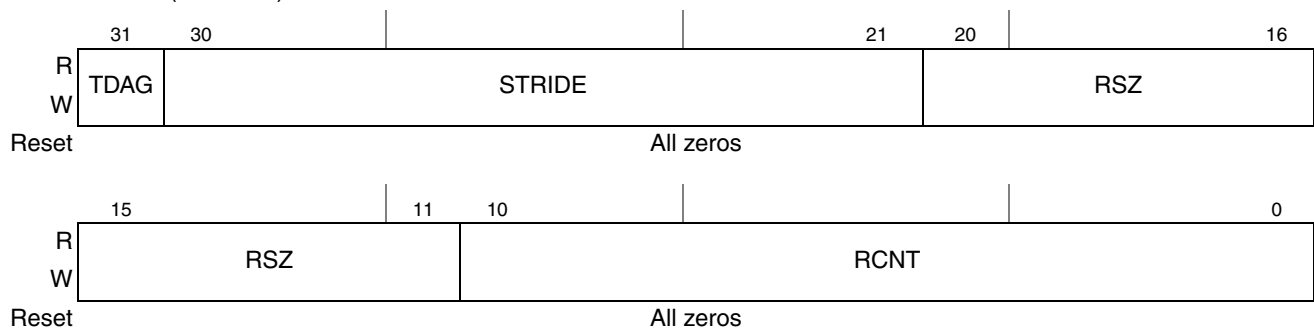 31 30 21 20 16
R
TDAG STRIDE RSZ
W
Reset All zeros
15 11 10 0
R
RSZ RCNT
W
Reset All zeros